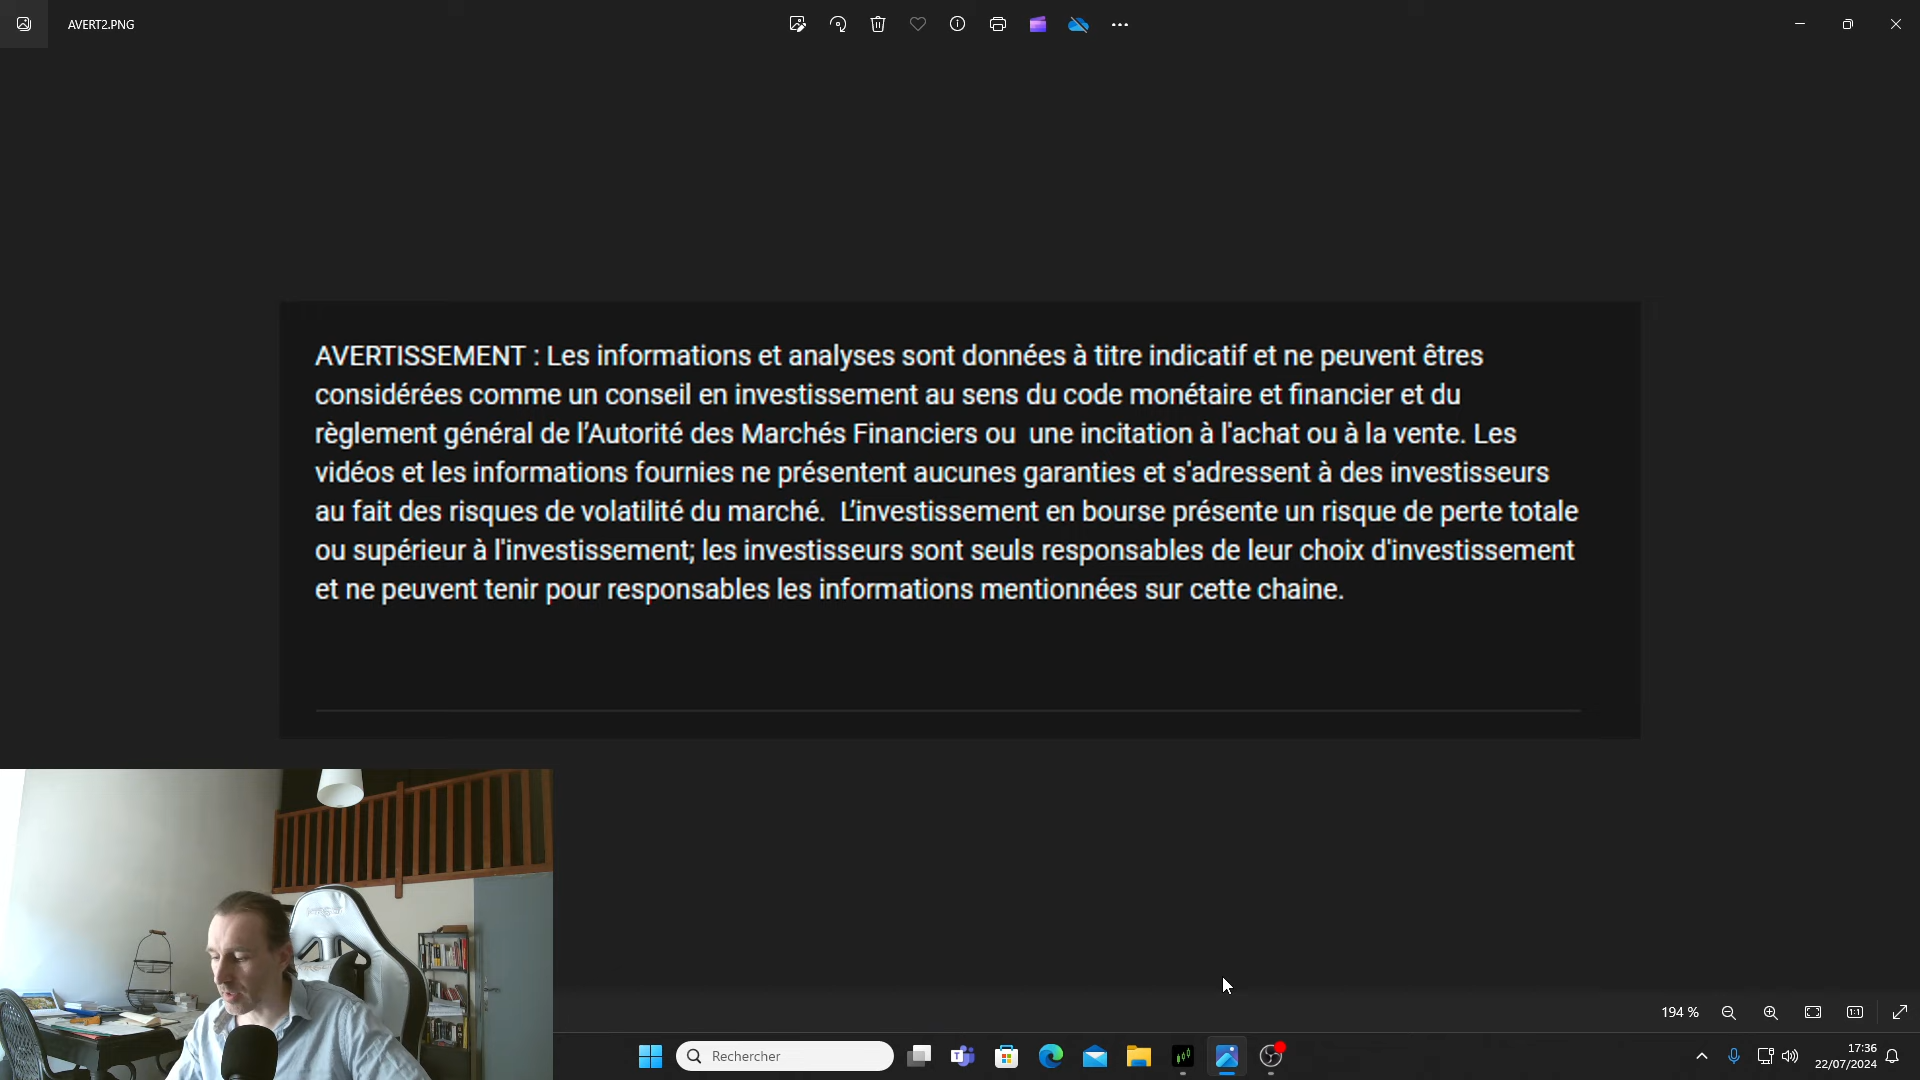 AVERT2.PNG
AVERTISSEMENT : Les informations et analyses sont données à titre indicatif et ne peuvent êtres
considérées comme un conseil en investissement au sens du code monétaire et financier et du
règlement général de l’Autorité des Marchés Financiers ou  une incitation à l'achat ou à la vente. Les
vidéos et les informations fournies ne présentent aucunes garanties et s'adressent à des investisseurs
au fait des risques de volatilité du marché.  L’investissement en bourse présente un risque de perte totale
ou supérieur à l'investissement; les investisseurs sont seuls responsables de leur choix d'investissement
et ne peuvent tenir pour responsables les informations mentionnées sur cette chaine.
194 %
Rechercher
17:36
22/07/2024